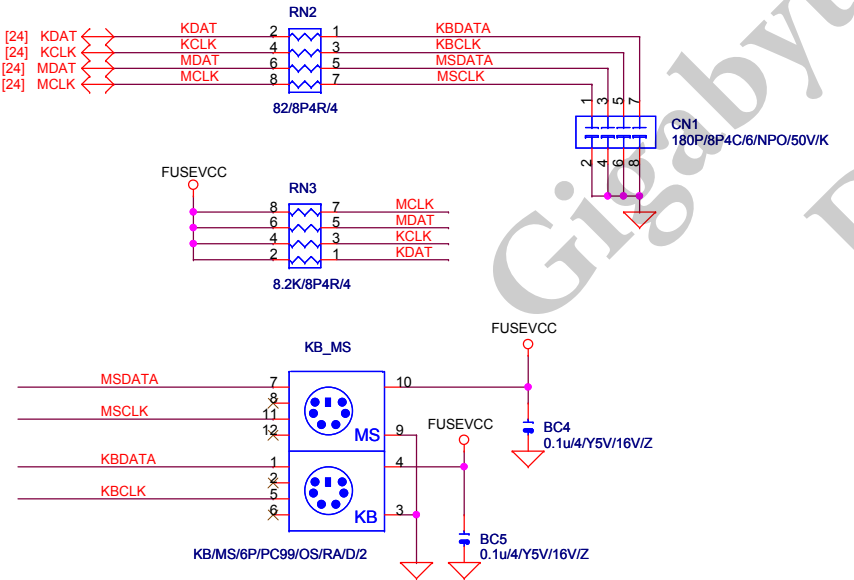 RN2
[24] KDAT KDAT 2 1 KBDATA
[24] KCLK KCLK 4 3 KBCLK
[24] MDAT MDAT 6 5 MSDATA
[24] MCLK MCLK 8 7 MSCLK
82/8P4R/4
1 3 5 7
CN1
180P/8P4C/6/NPO/50V/K
2 4 6 8
FUSEVCC
RN3
8 7 MCLK
6 5 MDAT
4 3 KCLK
2 1 KDAT
8.2K/8P4R/4
Gigaby
FUSEVCC
KB_MS
MSDATA 7 10
8
MSCLK 11
12 MS 9
BC4
0.1u/4/Y5V/16V/Z
FUSEVCC
KBDATA 1 4
2
KBCLK 5
6 KB 3
BC5
0.1u/4/Y5V/16V/Z
KB/MS/6P/PC99/OS/RA/D/2